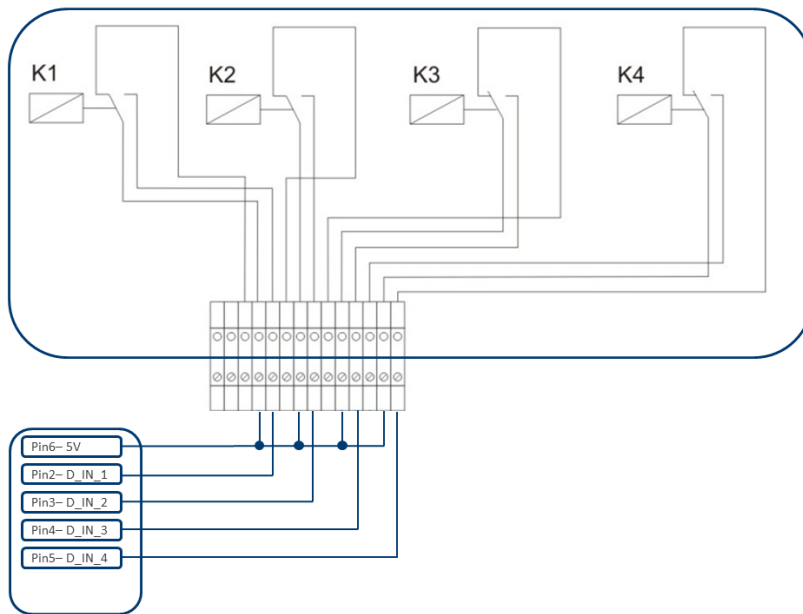 K1
K2
K3
K4
Pin6– 5V
Pin2– D_IN_1
Pin3– D_IN_2
Pin4– D_IN_3
Pin5– D_IN_4